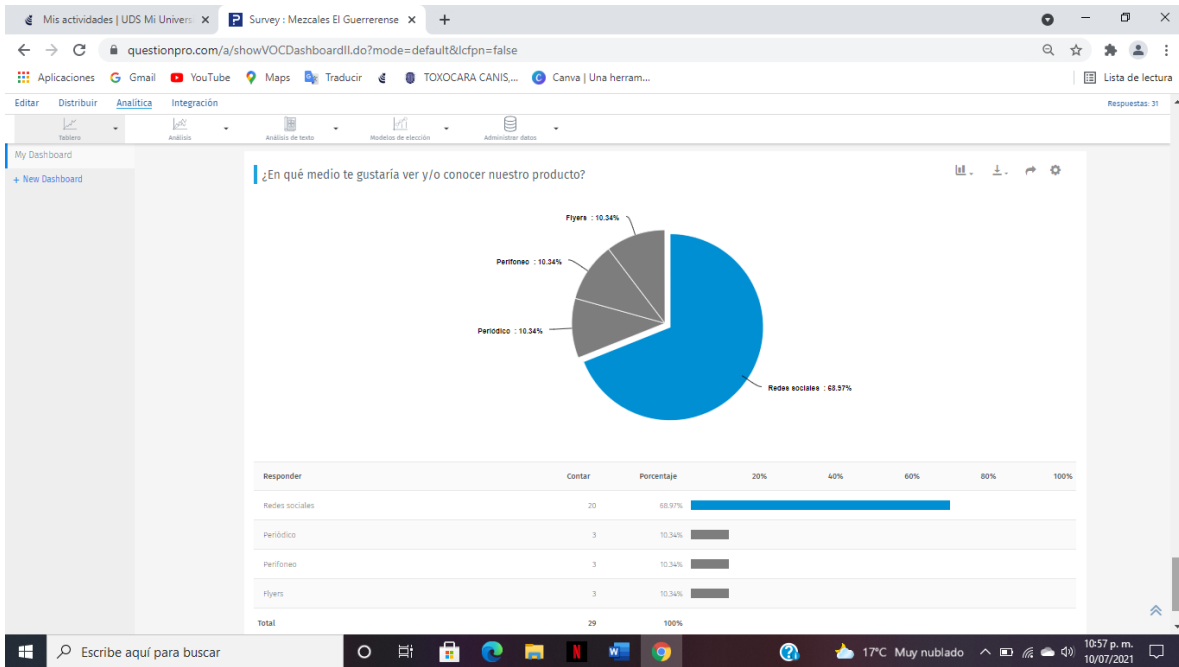 Mis actividades | UDS Mi Univers
Survey : Mezcales El Guerrerense
questionpro.com/a/showVOCDashboardII.do?mode=default&lcfpn=false
Aplicaciones Gmail YouTube Maps Traducir TOXOCARA CANIS,... Canva | Una herram... Lista de lectura
Editar Distribuir Analítica Integración Respuestas: 31
Tablero Análisis Análisis de texto Modelos de elección Administrar datos
My Dashboard
+ New Dashboard
¿En qué medio te gustaría ver y/o conocer nuestro producto?
Flyers : 10.34%
Perifoneo : 10.34%
Periódico : 10.34%
Redes sociales : 68.97%
Responder Contar Porcentaje 20% 40% 60% 80% 100%
Redes sociales 20 68.97%
Periódico 3 10.34%
Perifoneo 3 10.34%
Flyers 3 10.34%
Total 29 100%
Escribe aquí para buscar 17°C Muy nublado 10:57 p. m.
10/07/2021